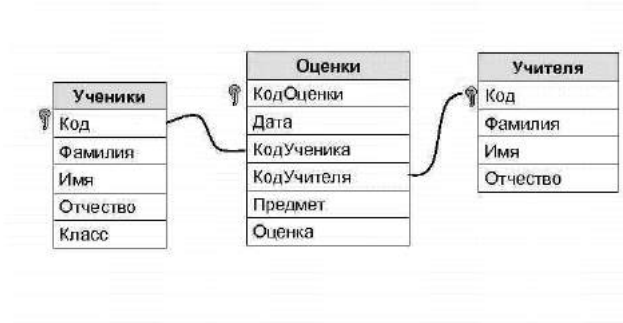 Ученики
Код
Фамилия
Имя
Отчество
Класс
Оценки
КодОценки
Дата
КодУченика
КодУчителя
Предмет
Оценка
Учителя
Код
Фамилия
Имя
Отчество